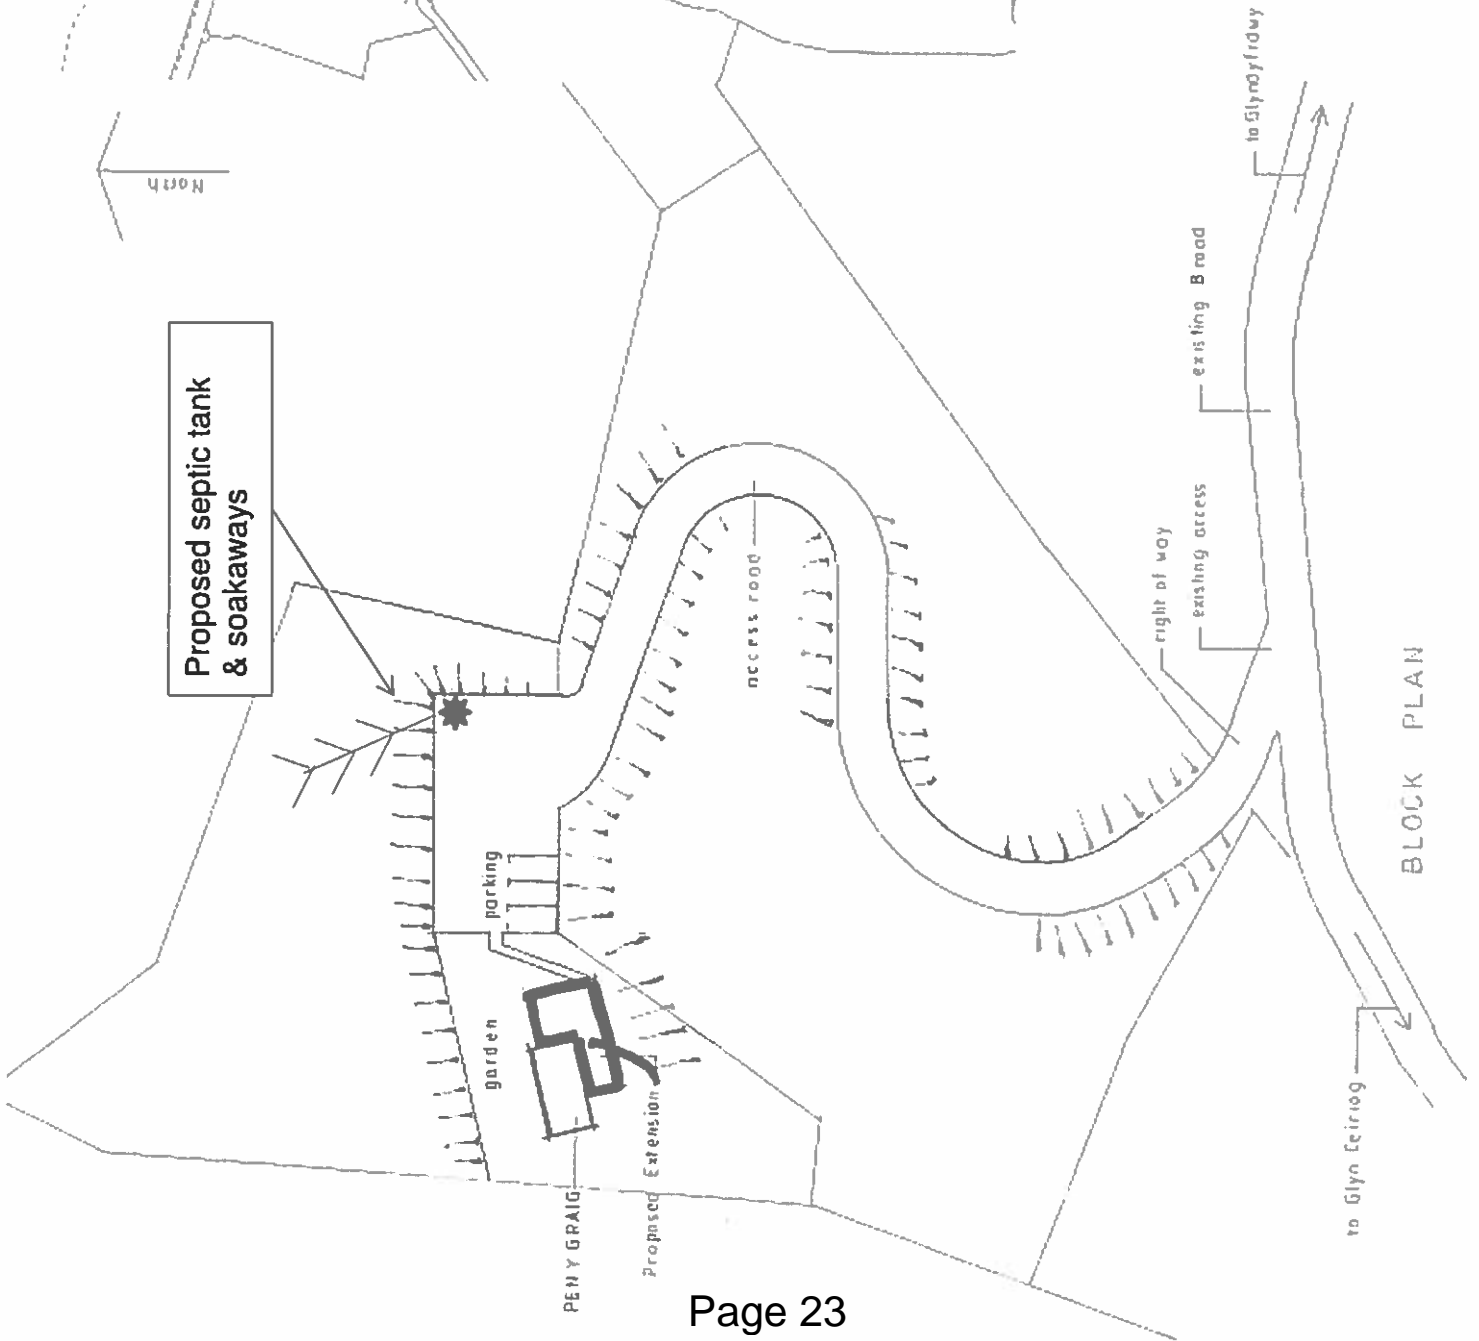 North
Proposed septic tank
& soakaways
to Glyndyfrdwy
existing B road
existing access
right of way
access road
parking
garden
PEN Y GRAIG
Proposed Extension
to Glyn Ceiriog
BLOCK PLAN
Page 23